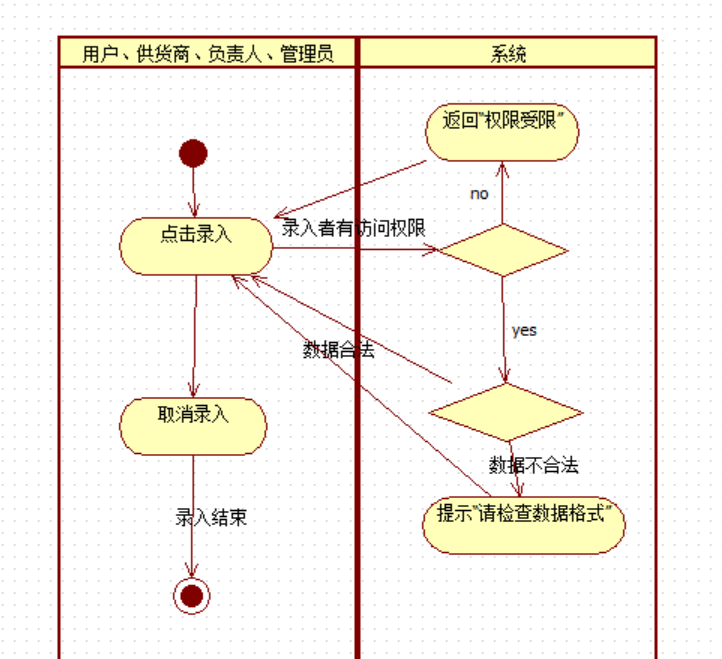 用户、供货商、负责人、管理员
系统
返回"权限受限"
no
点击录入
录入者有访问权限
yes
数据合法
取消录入
数据不合法
提示"请检查数据格式"
录入结束